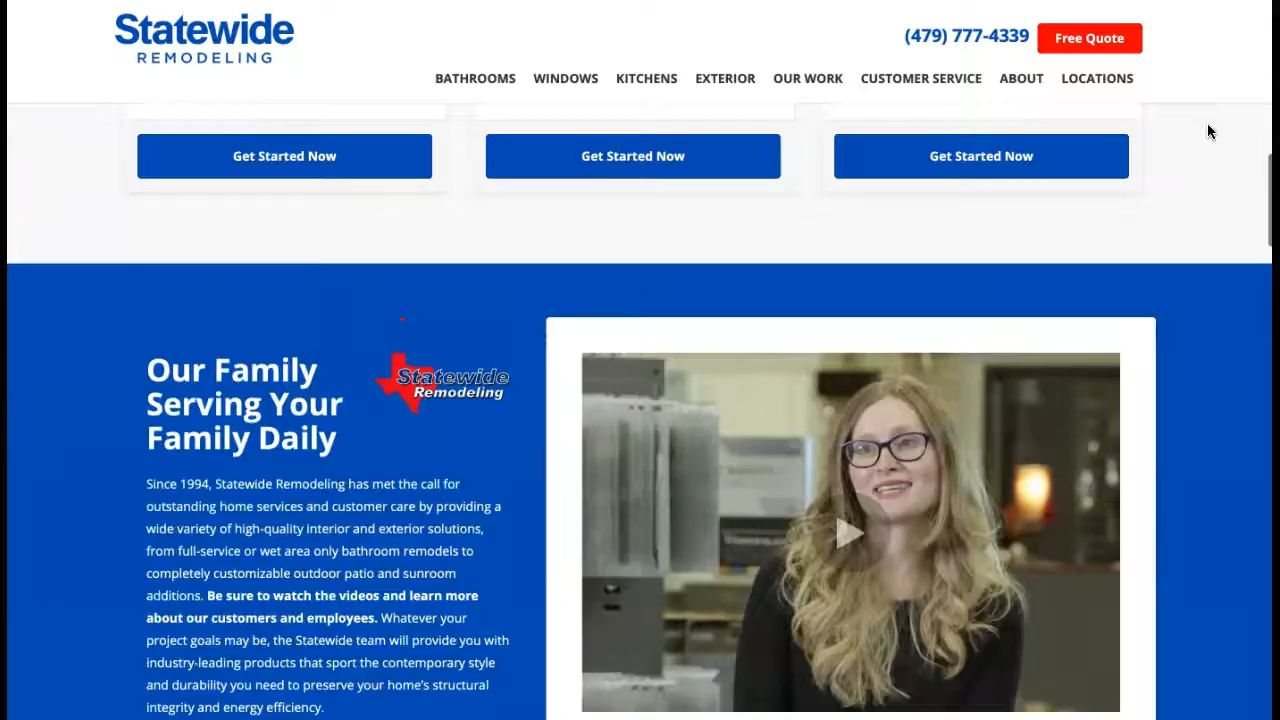 Statewide
REMODELING
(479) 777-4339
Free Quote
BATHROOMS WINDOWS KITCHENS EXTERIOR OUR WORK CUSTOMER SERVICE ABOUT LOCATIONS
Get Started Now
Get Started Now
Get Started Now
Our Family
Serving Your
Family Daily
Statewide
Remodeling
Since 1994, Statewide Remodeling has met the call for
outstanding home services and customer care by providing a
wide variety of high-quality interior and exterior solutions,
from full-service or wet area only bathroom remodels to
completely customizable outdoor patio and sunroom
additions. Be sure to watch the videos and learn more
about our customers and employees. Whatever your
project goals may be, the Statewide team will provide you with
industry-leading products that sport the contemporary style
and durability you need to preserve your home’s structural
integrity and energy efficiency.